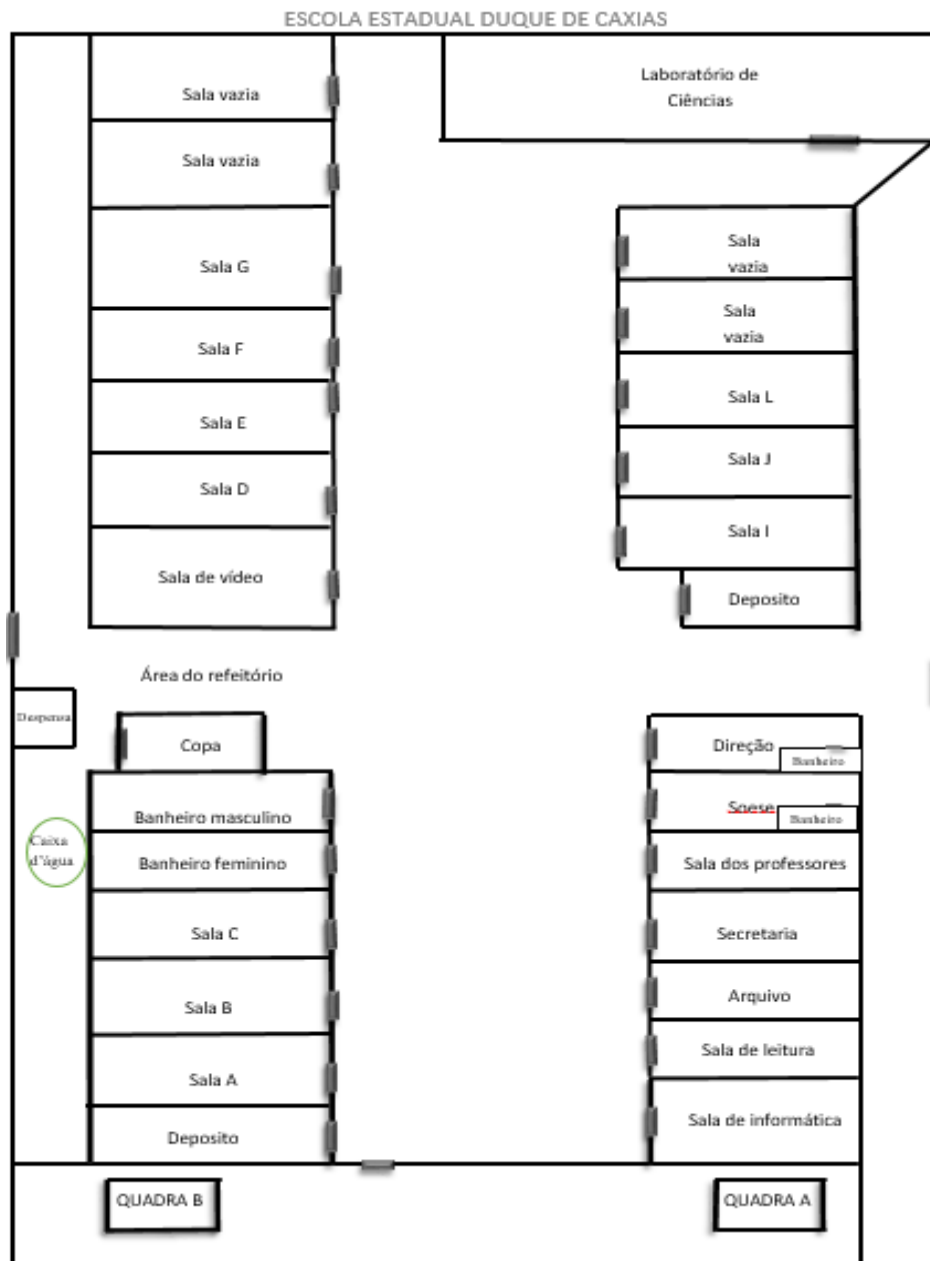 ESCOLA ESTADUAL DUQUE DE CAXIAS
Laboratório de
Ciências
Sala vazia
Sala vazia
Sala G
Sala F
Sala E
Sala D
Sala de vídeo
Sala
vazia
Sala
vazia
Sala L
Sala J
Sala I
Deposito
Área do refeitório
Despensa
Copa
Banheiro masculino
Caixa
d'água
Banheiro feminino
Sala C
Sala B
Sala A
Deposito
Direção
Banheiro
Soese
Banheiro
Sala dos professores
Secretaria
Arquivo
Sala de leitura
Sala de informática
QUADRA B
QUADRA A